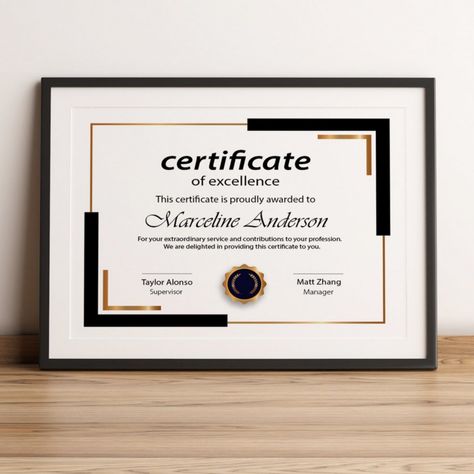 certificate
of excellence
This certificate is proudly awarded to
Marceline Anderson
For your extraordinary service and contributions to your profession.
We are delighted in providing this certificate to you.
Taylor Alonso
Supervisor
Matt Zhang
Manager